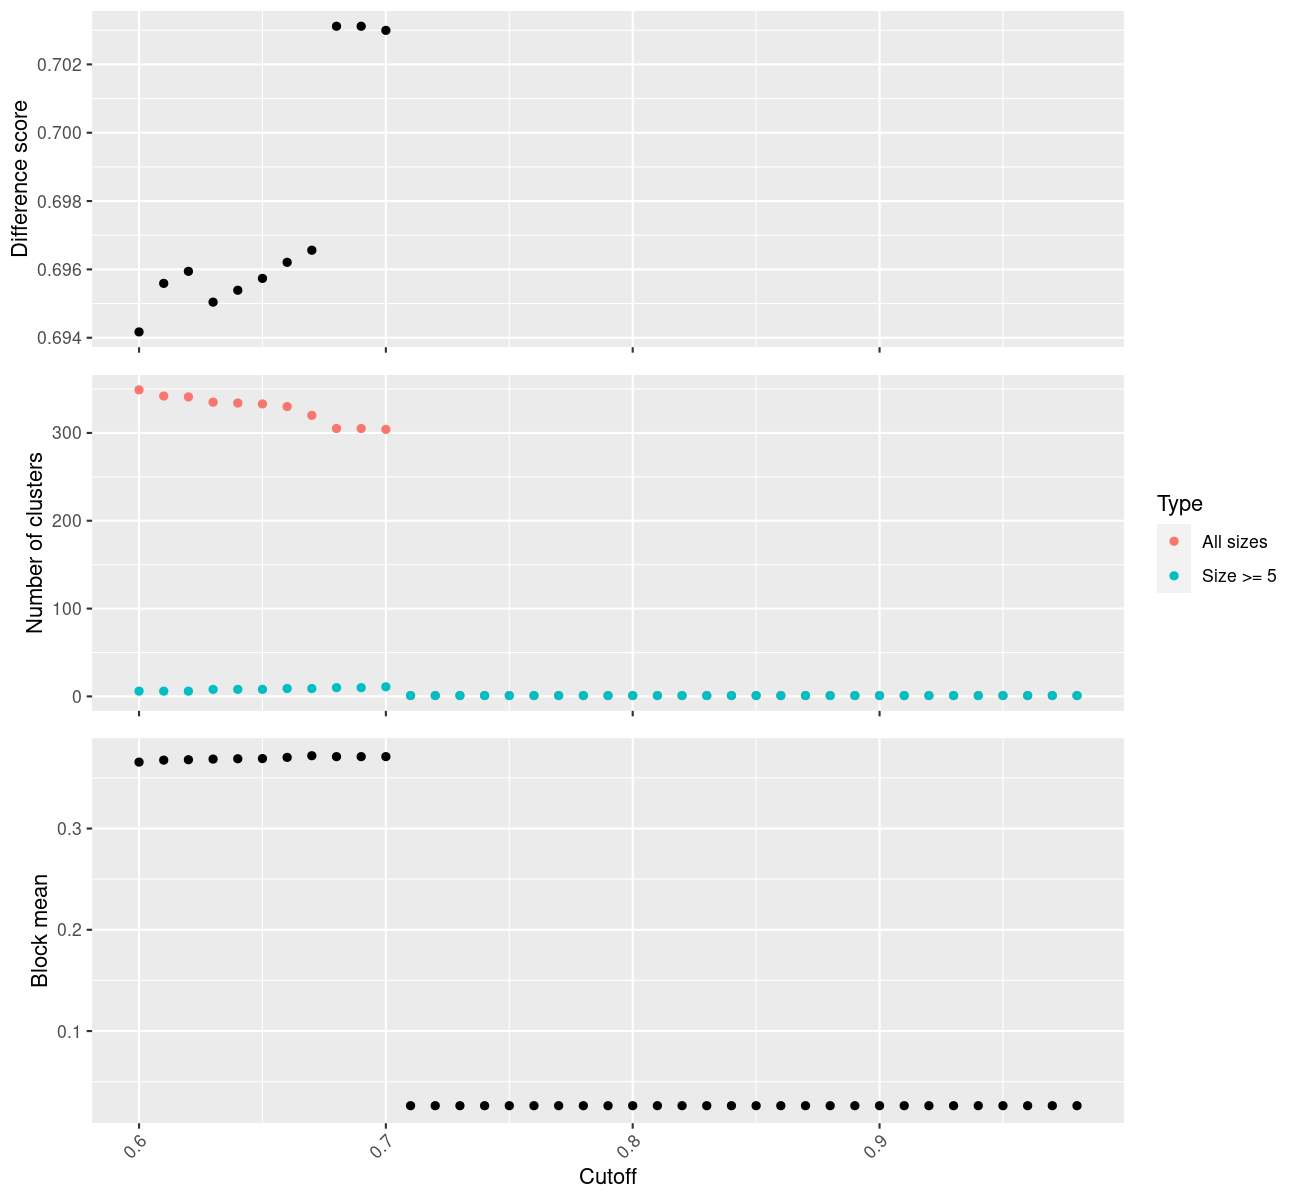 Difference score
0.702
0.700
0.698
0.696
0.694
Number of clusters
300
200
100
0
Type
All sizes
Size >= 5
Block mean
0.3
0.2
0.1
0.6
0.7
0.8
0.9
Cutoff